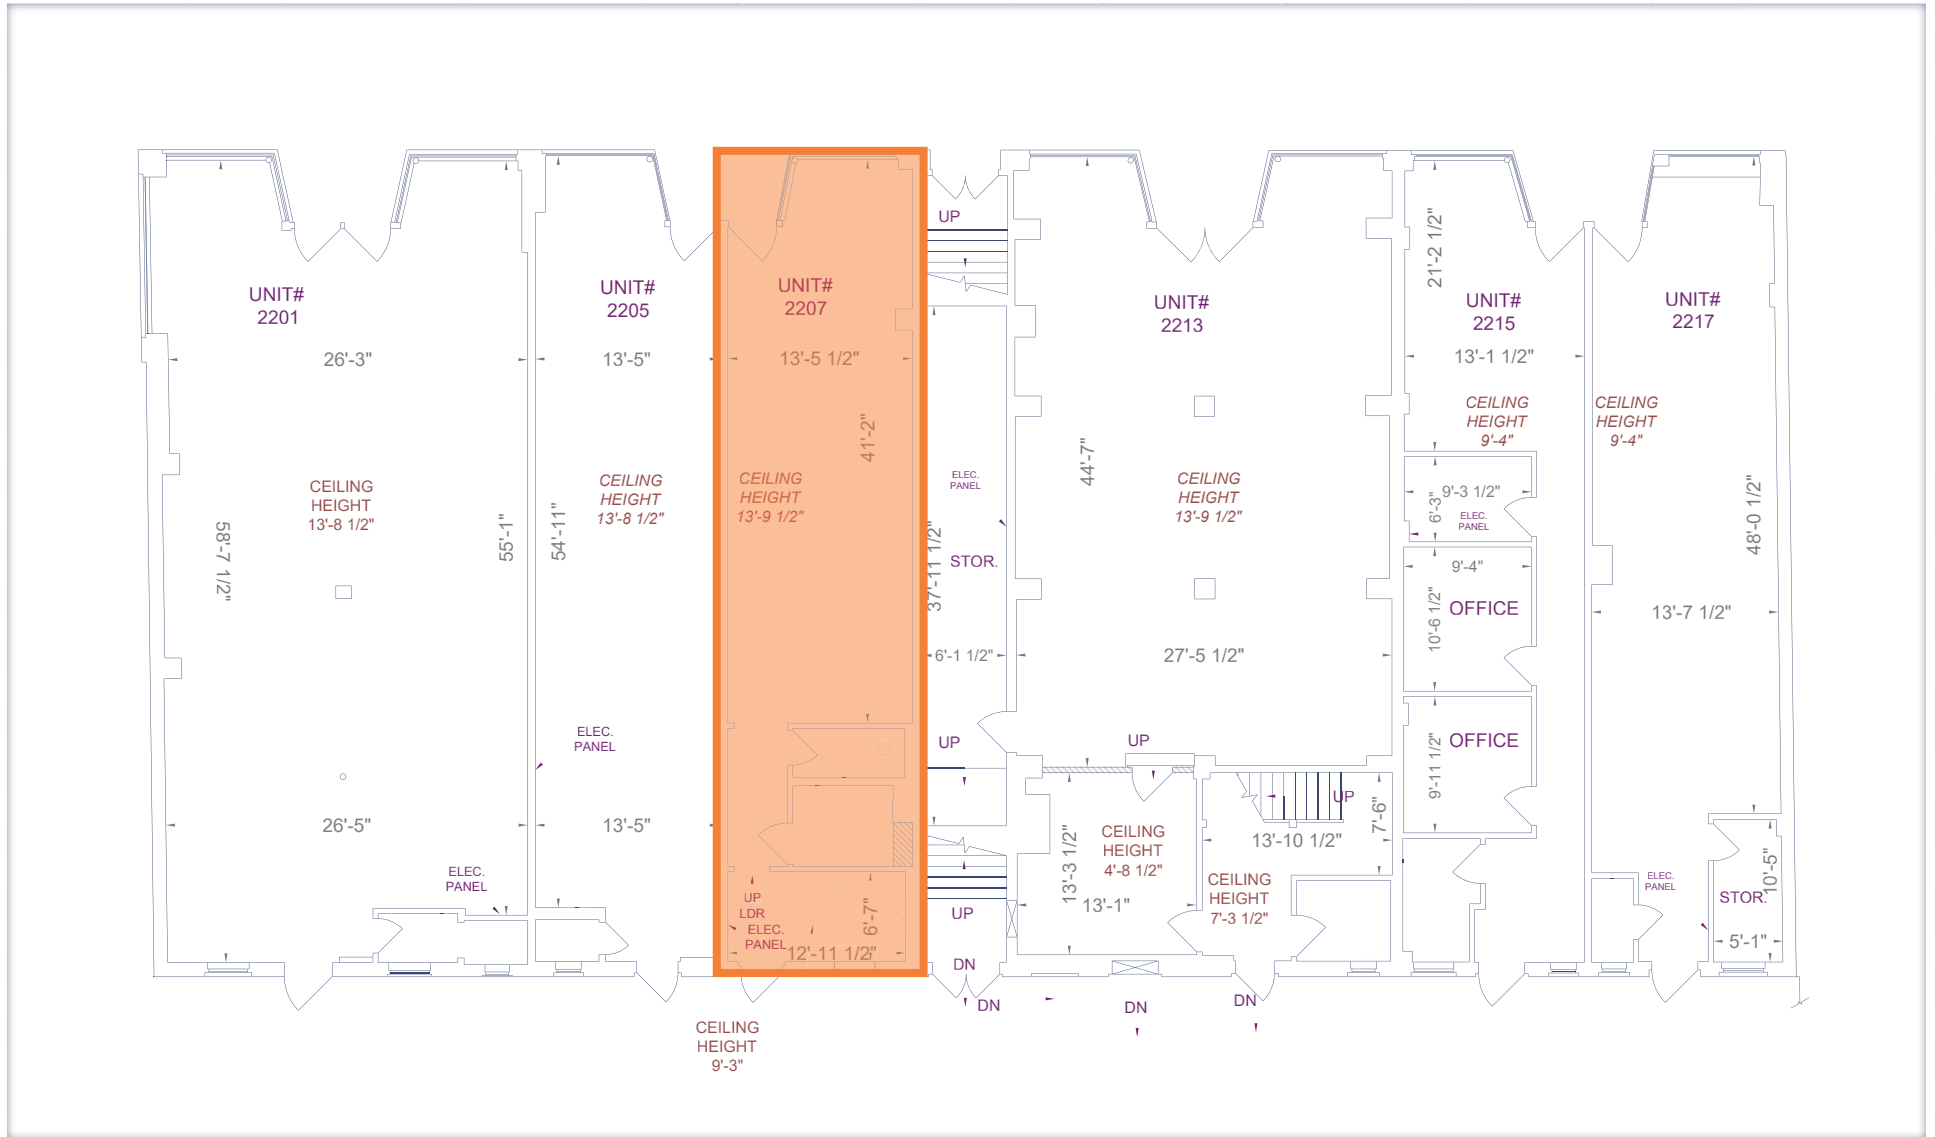 UNIT#
2201
26'-3"
CEILING
HEIGHT
13'-8 1/2"
58'-7 1/2"
55'-1"
26'-5"
ELEC.
PANEL
UNIT#
2205
13'-5"
54'-11"
CEILING
HEIGHT
13'-8 1/2"
ELEC.
PANEL
13'-5"
UNIT#
2207
13'-5 1/2"
41'-2"
CEILING
HEIGHT
13'-9 1/2"
UP
LDR
ELEC.
PANEL
6'-7"
12'-11 1/2"
CEILING
HEIGHT
9'-3"
UP
ELEC.
PANEL
37'-11 1/2"
STOR.
6'-1 1/2"
UP
UP
DN
DN
UNIT#
2213
44'-7"
CEILING
HEIGHT
13'-9 1/2"
27'-5 1/2"
UP
UP
13'-3 1/2"
CEILING
HEIGHT
4'-8 1/2"
13'-1"
13'-10 1/2"
7'-6"
CEILING
HEIGHT
7'-3 1/2"
DN
DN
21'-2 1/2"
UNIT#
2215
13'-1 1/2"
CEILING
HEIGHT
9'-4"
9'-3 1/2"
6'-3"
ELEC.
PANEL
9'-4"
10'-6 1/2"
OFFICE
9'-11 1/2"
OFFICE
UNIT#
2217
CEILING
HEIGHT
9'-4"
48'-0 1/2"
13'-7 1/2"
ELEC.
PANEL
STOR.
10'-5"
5'-1"